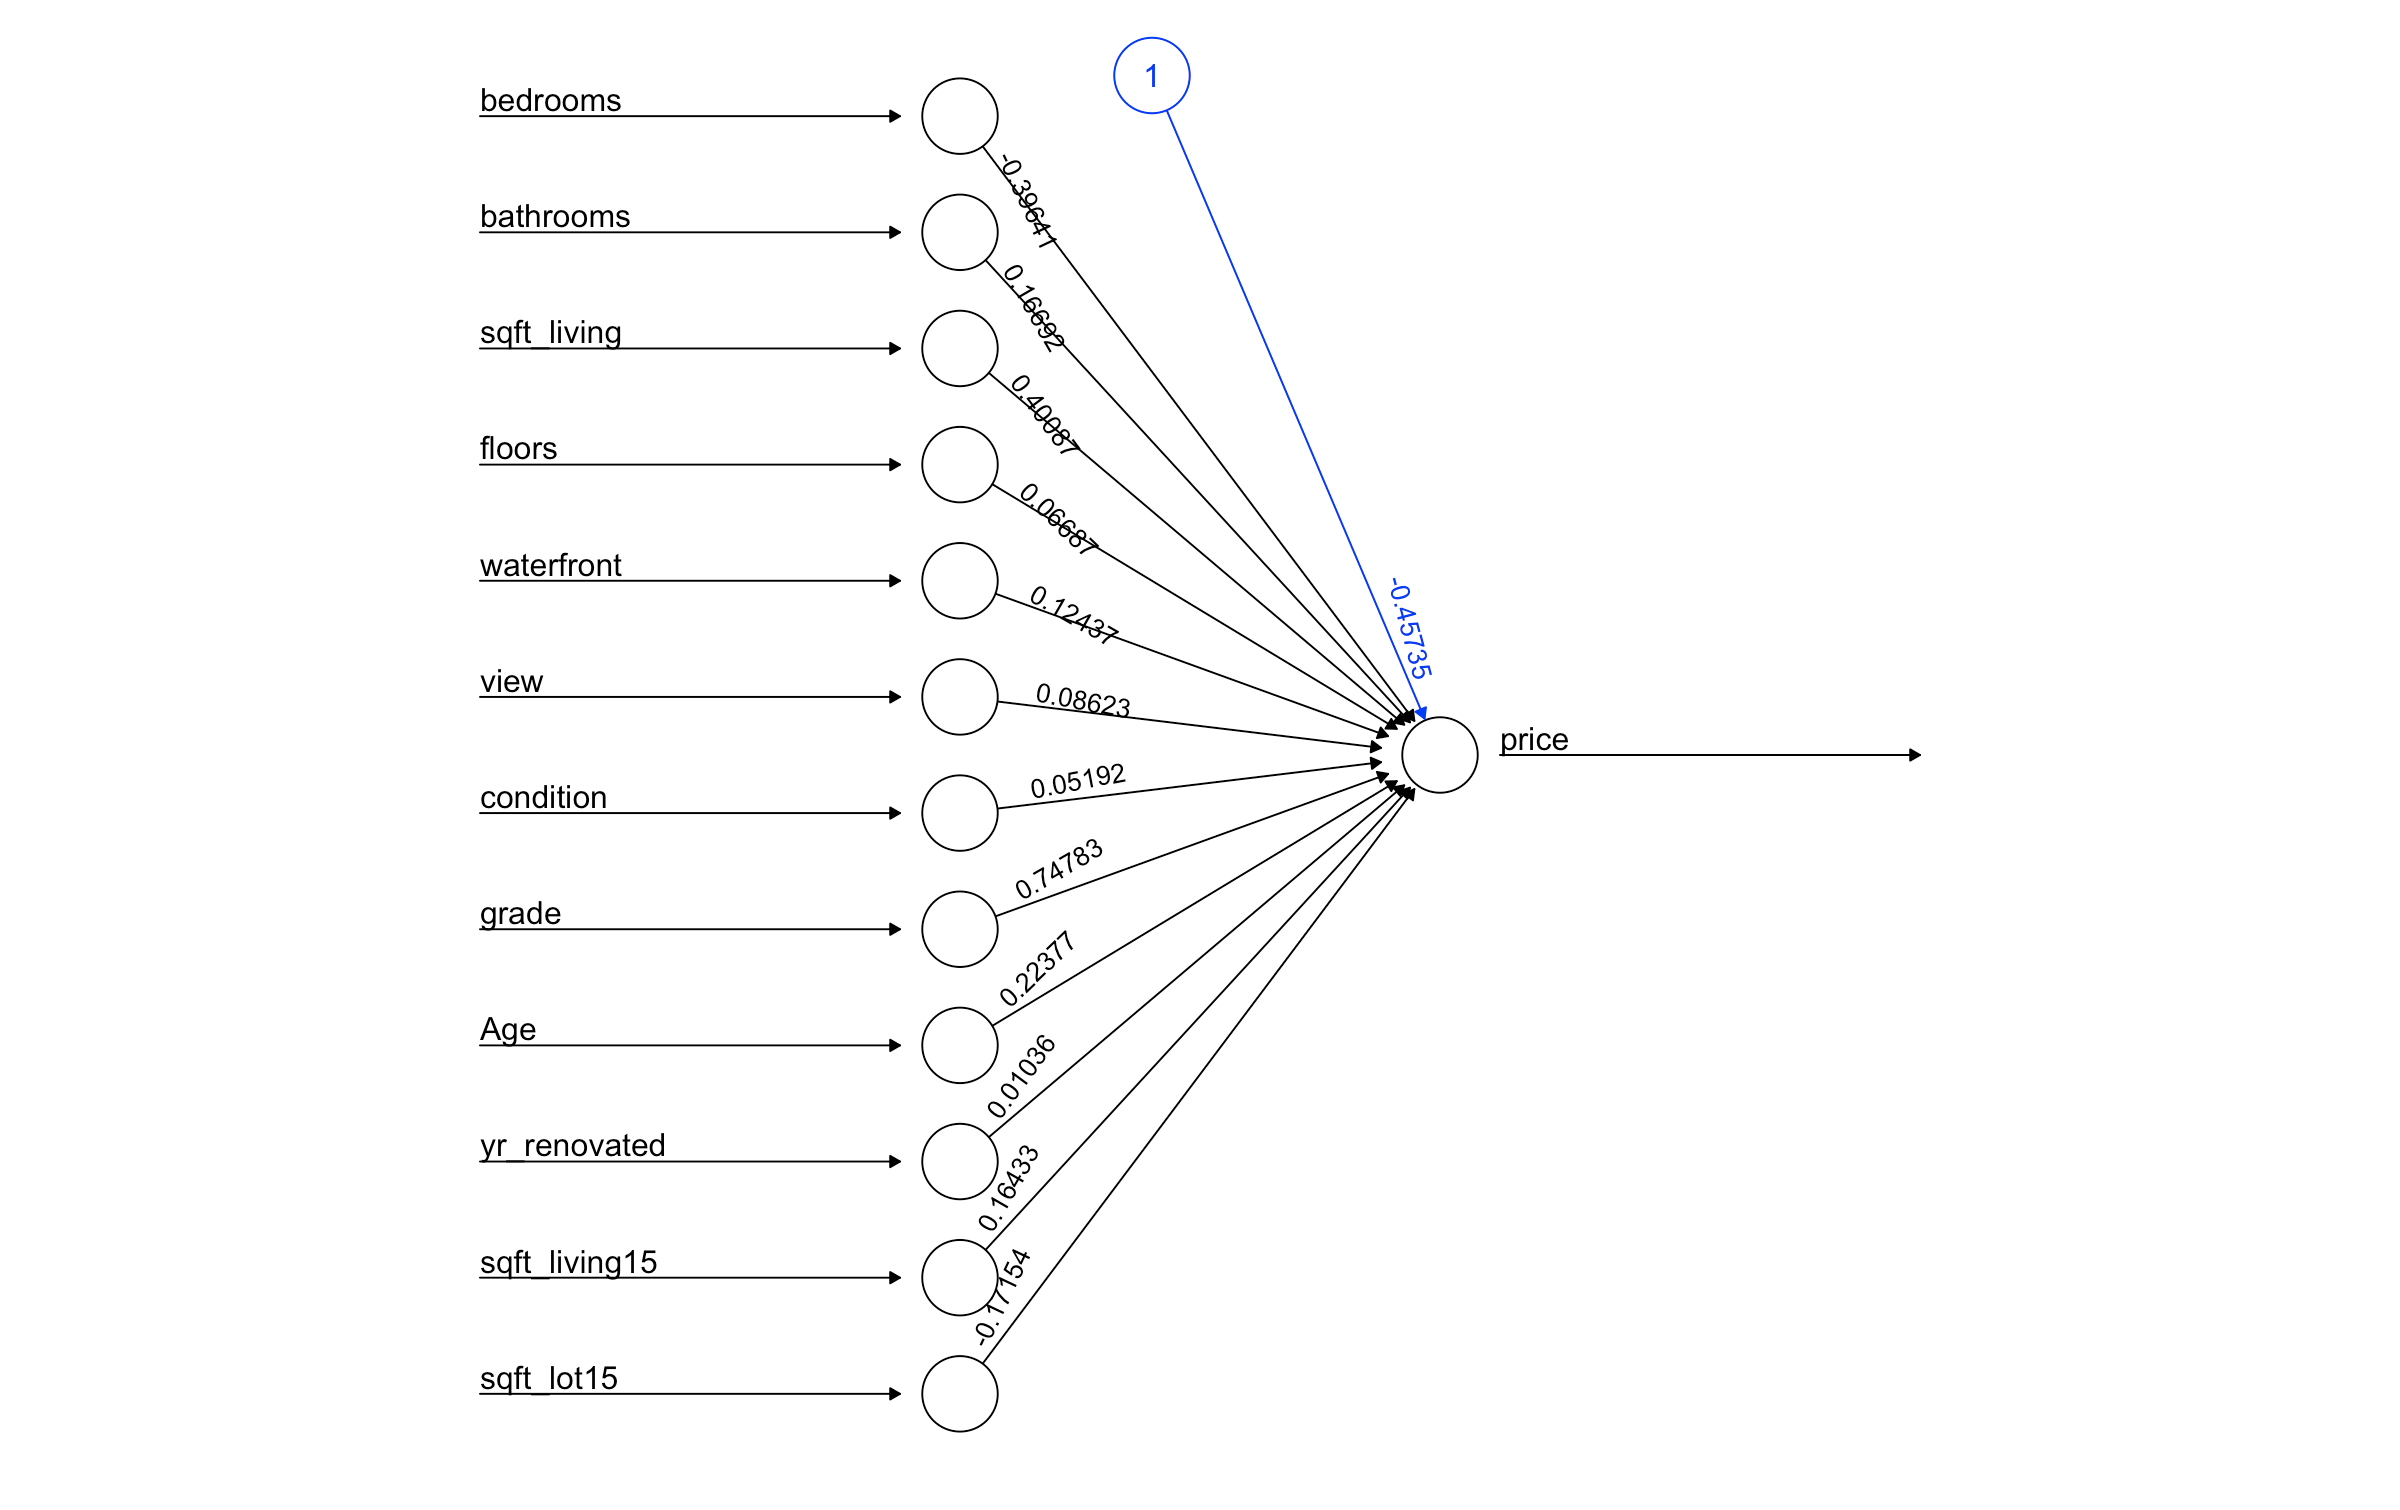 1
bedrooms
-0.39641
bathrooms
0.16692
sqft_living
0.40087
floors
0.06687
waterfront
0.12437
-0.45735
view
0.08623
price
condition
0.05192
grade
0.74783
Age
0.22377
yr_renovated
0.01036
sqft_living15
0.16433
sqft_lot15
-0.17154